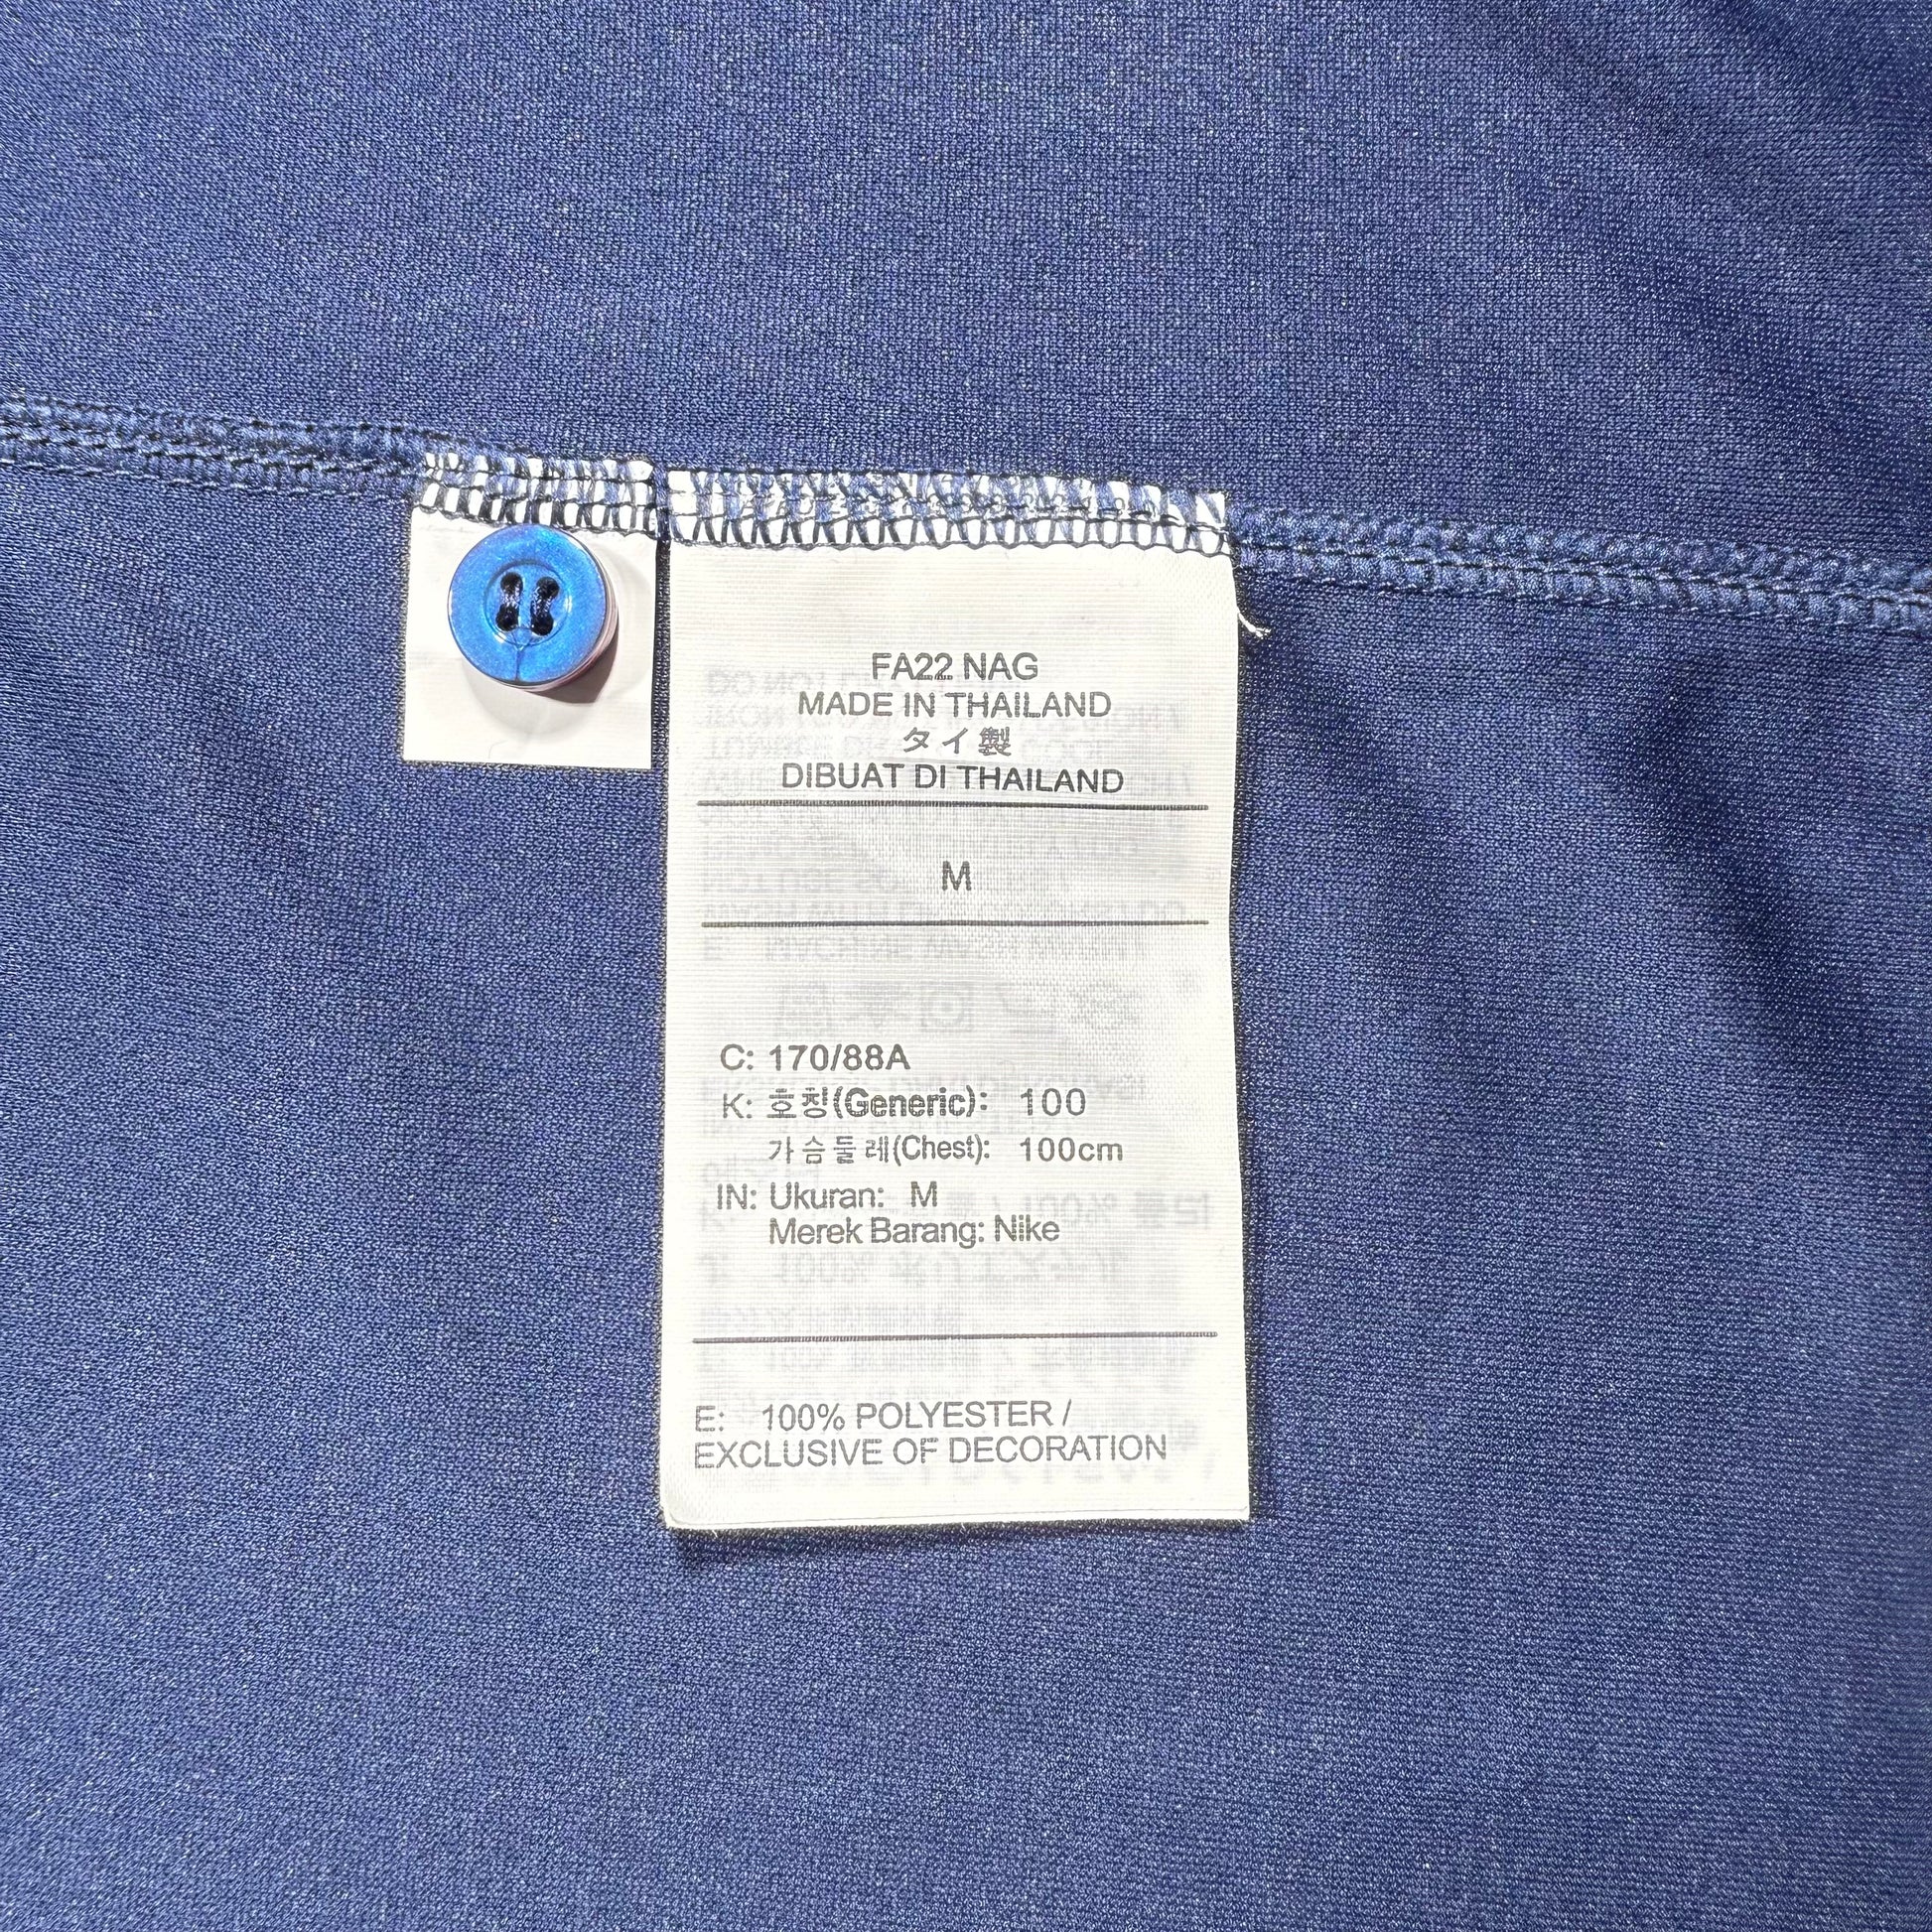 FA22 NAG
MADE IN THAILAND
タイ製
DIBUAT DI THAILAND
M
C: 170/88A
K: 호칭(Generic): 100
가슴둘레(Chest): 100cm
IN: Ukuran: M
Merek Barang: Nike
E: 100% POLYESTER /
EXCLUSIVE OF DECORATION